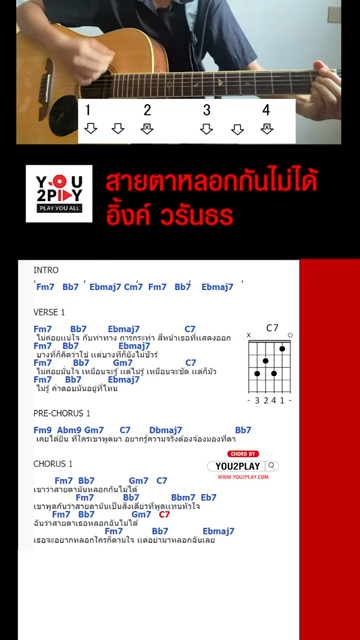 1 2 3 4
YOU
2PLAY
PLAY YOU ALL
สายตาหลอกกันไม่ได้
อิ้งค์ วรันธร
INTRO
Fm7 Bb7 Ebmaj7 Cm7 Fm7 Bb7 Ebmaj7
VERSE 1
Fm7 Bb7 Ebmaj7 C7
ไม่ค่อยแน่ใจ กับท่าทาง การกระทำ สีหน้าเธอที่แสดงออก
Fm7 Bb7 Ebmaj7
บางทีก็คิดว่าใช่ แต่บางทีก็ยังไม่ชัวร์
Fm7 Bb7 Ebmaj7 C7
ไม่ค่อยมั่นใจ เหมือนจะรู้ แต่ไม่รู้ เหมือนจะชัด แต่ก็มัว
Fm7 Bb7 Ebmaj7
ไม่รู้ คำตอบมันอยู่ที่ไหน
C7
x o
- 3 2 4 1 -
PRE-CHORUS 1
Fm9 Abm9 Gm7 C7 Dbmaj7 Bb7
เคยได้ยิน ที่ใครเขาพูดมา อยากรู้ความจริงต้องจ้องมองที่ตา
CHORD BY
YOU2PLAY
WWW.YOU2PLAY.COM
CHORUS 1
Fm7 Bb7 Gm7 C7
เขาว่าสายตามันหลอกกันไม่ได้
Fm7 Bb7 Bbm7 Eb7
เขาพูดกันว่าสายตามันเป็นสิ่งเดียวที่พูดแทนหัวใจ
Fm7 Bb7 Gm7 C7
ฉันว่าสายตาเธอหลอกฉันไม่ได้
Fm7 Bb7 Ebmaj7
เธอจะอยากหลอกใครก็ตามใจ แต่อย่ามาหลอกฉันเลย